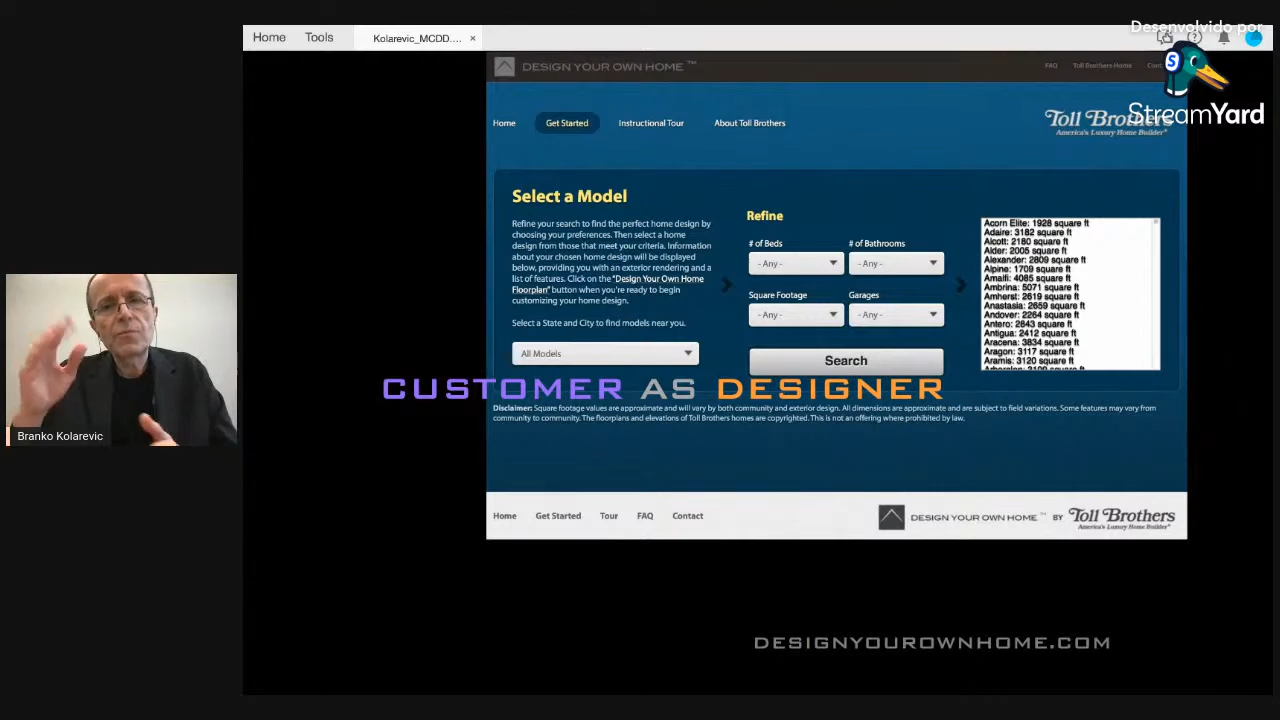 Desenvolvido por
StreamYard
Home
Tools
Kolarevic_MCDD....
×
DESIGN YOUR OWN HOME™
FAQ
Toll Brothers Home
Home
Get Started
Instructional Tour
About Toll Brothers
Toll Brothers
America's Luxury Home Builder®
Select a Model
Refine your search to find the perfect home design by
choosing your preferences. Then select a home
design from those that meet your criteria. Information
about your chosen home design will be displayed
below, providing you with an exterior rendering and a
list of features. Click on the "Design Your Own Home
Floorplan" button when you're ready to begin
customizing your home design.
Select a State and City to find models near you.
All Models
Refine
# of Beds
# of Bathrooms
- Any -
- Any -
Square Footage
Garages
- Any -
- Any -
Search
Acorn Elite: 1928 square ft
Adaire: 3182 square ft
Alcott: 2180 square ft
Alder: 2005 square ft
Alexander: 2809 square ft
Alpine: 1709 square ft
Amalfi: 4085 square ft
Ambrina: 5071 square ft
Amherst: 2619 square ft
Anastasia: 2659 square ft
Andover: 2264 square ft
Antero: 2843 square ft
Antigua: 2412 square ft
Aracena: 3834 square ft
Aragon: 3117 square ft
Aramis: 3120 square ft
CUSTOMER AS DESIGNER
Disclaimer: Square footage values are approximate and will vary by both community and exterior design. All dimensions are approximate and are subject to field variations. Some features may vary from
community to community. The floorplans and elevations of Toll Brothers homes are copyrighted. This is not an offering where prohibited by law.
Branko Kolarevic
Home
Get Started
Tour
FAQ
Contact
DESIGN YOUR OWN HOME™ BY Toll Brothers
America's Luxury Home Builder®
DESIGNYOUROWNHOME.COM